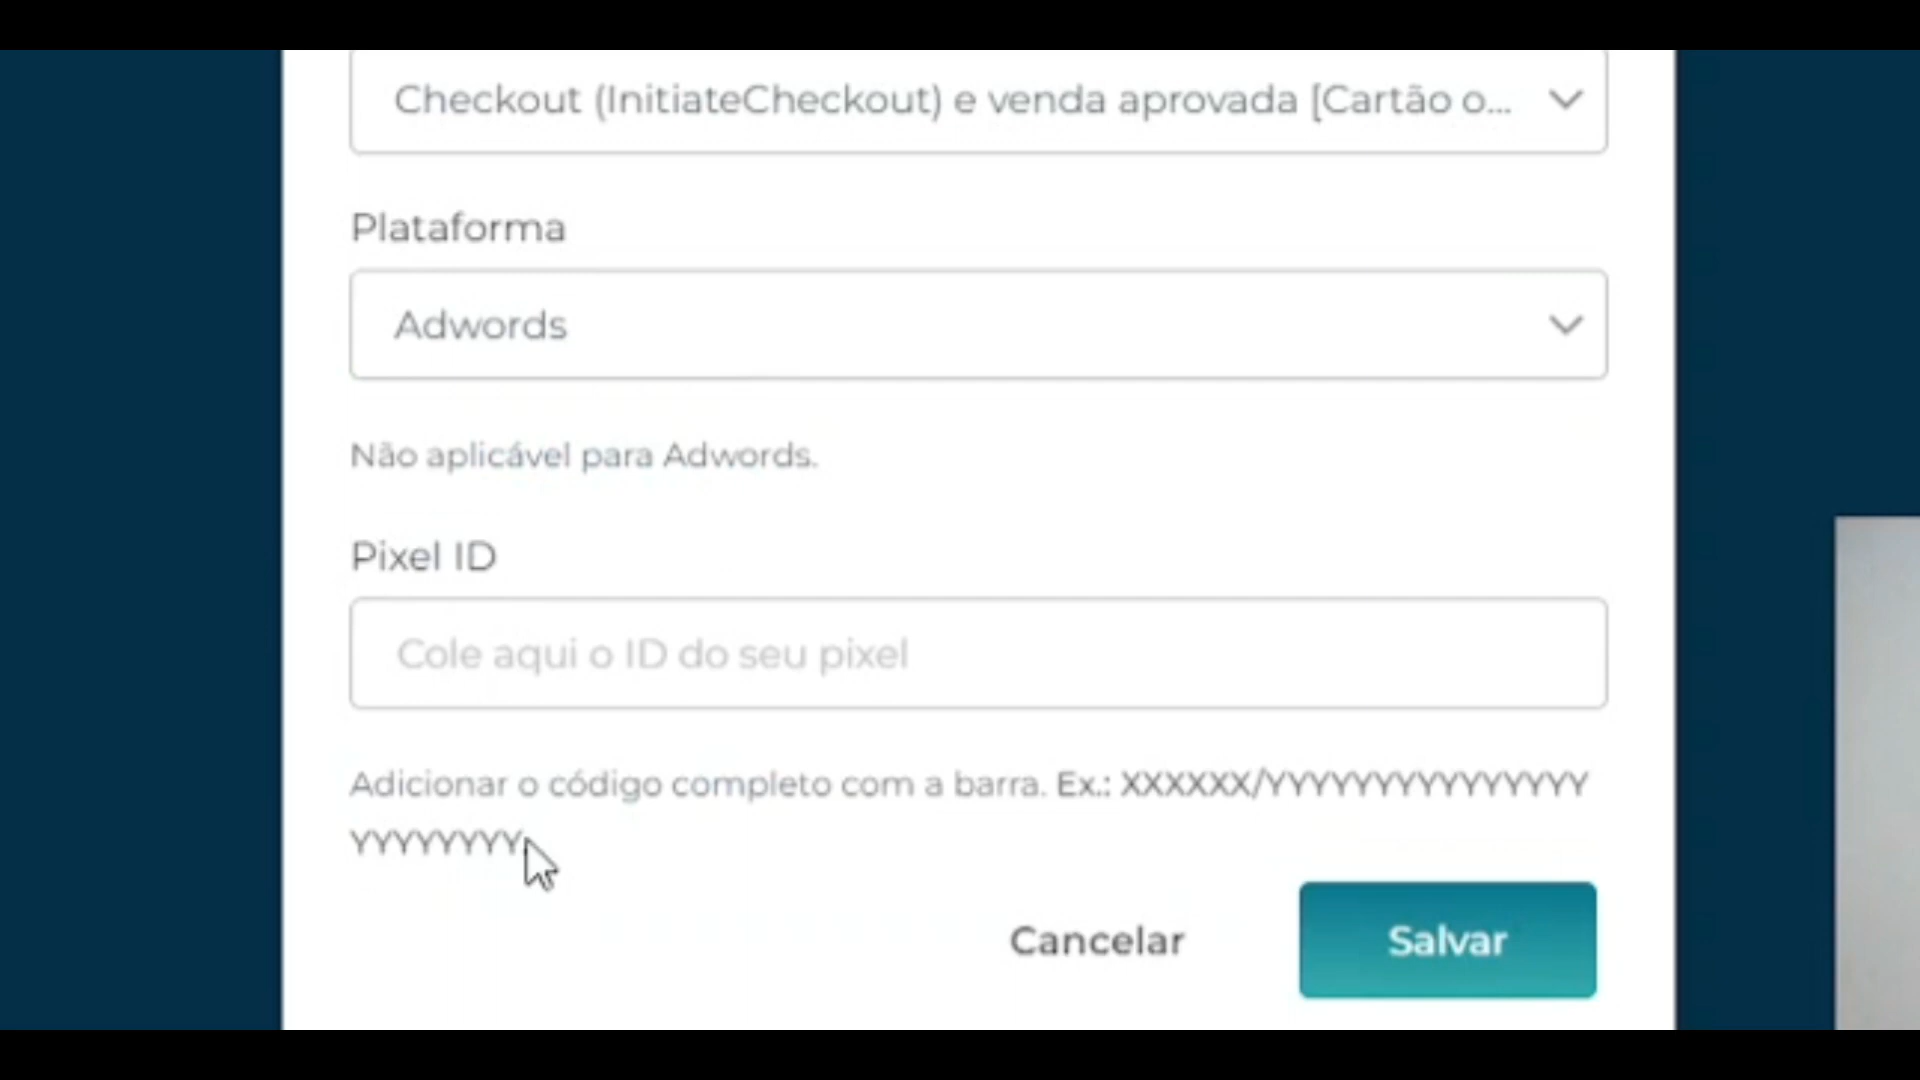 Checkout (InitiateCheckout) e venda aprovada [Cartão o...
Plataforma
Adwords
Não aplicável para Adwords.
Pixel ID
Cole aqui o ID do seu pixel
Adicionar o código completo com a barra. Ex.: XXXXXX/YYYYYYYYYYYYYYY
YYYYYYYY.
Cancelar
Salvar